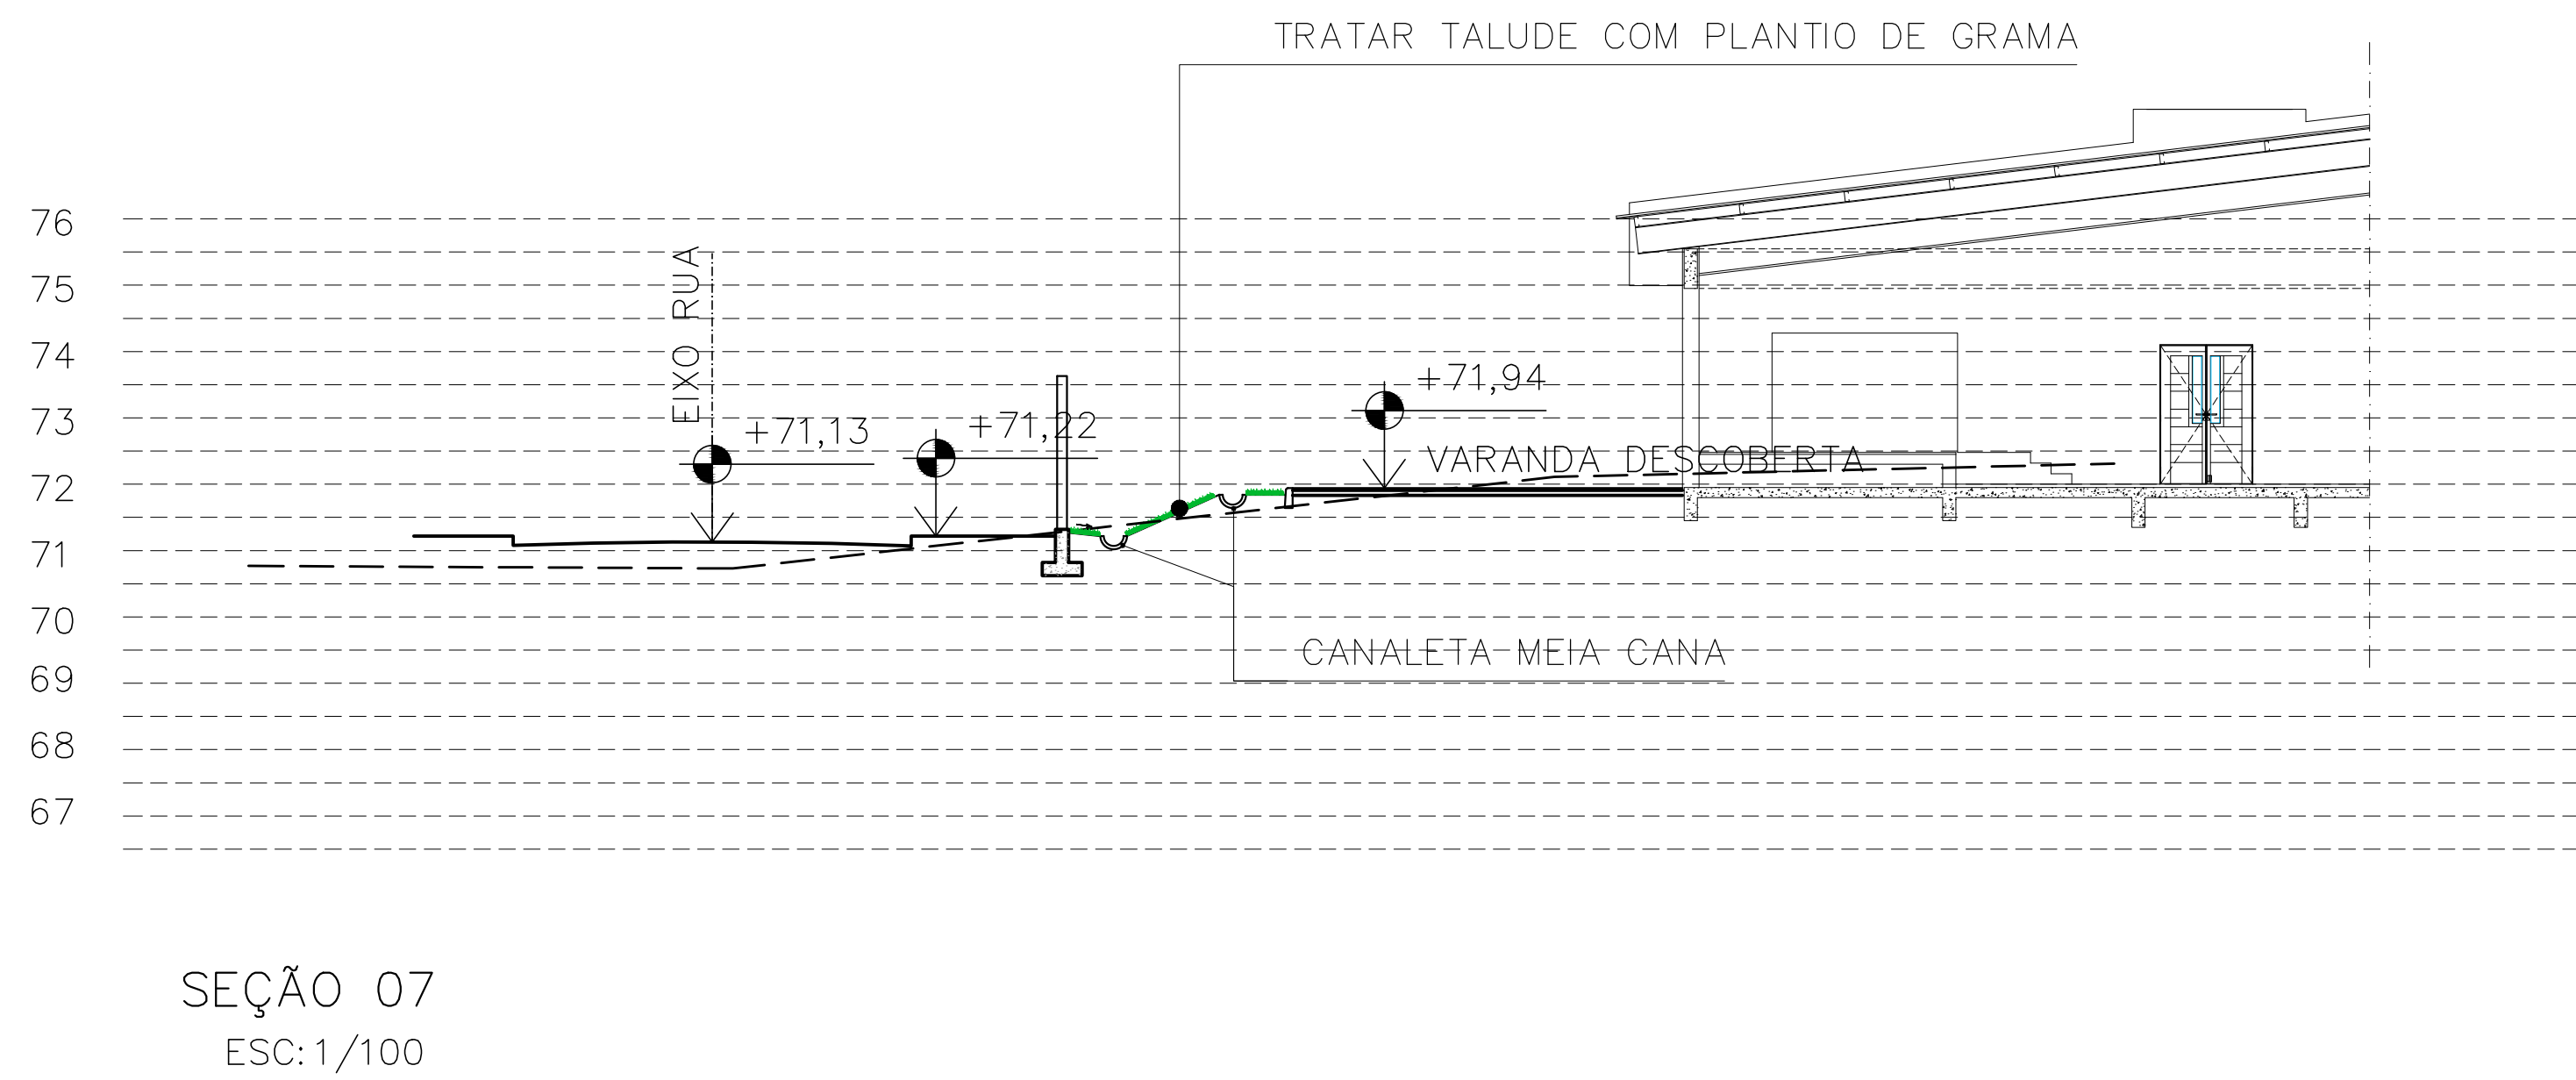 TRATAR TALUDE COM PLANTIO DE GRAMA
76
75
74
73
72
71
70
69
68
67
EIXO RUA
+71,13
+71,22
+71,94
VARANDA DESCOBERTA
CANALETA MEIA CANA
SEÇÃO 07
ESC: 1/100